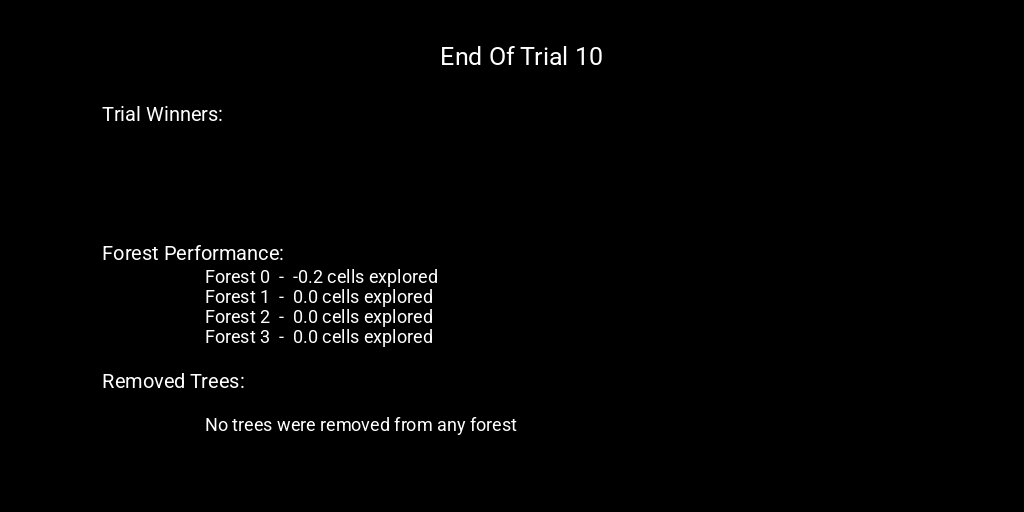 End Of Trial 10
Trial Winners:
Forest Performance:
Forest 0 - -0.2 cells explored
Forest 1 - 0.0 cells explored
Forest 2 - 0.0 cells explored
Forest 3 - 0.0 cells explored
Removed Trees:
No trees were removed from any forest